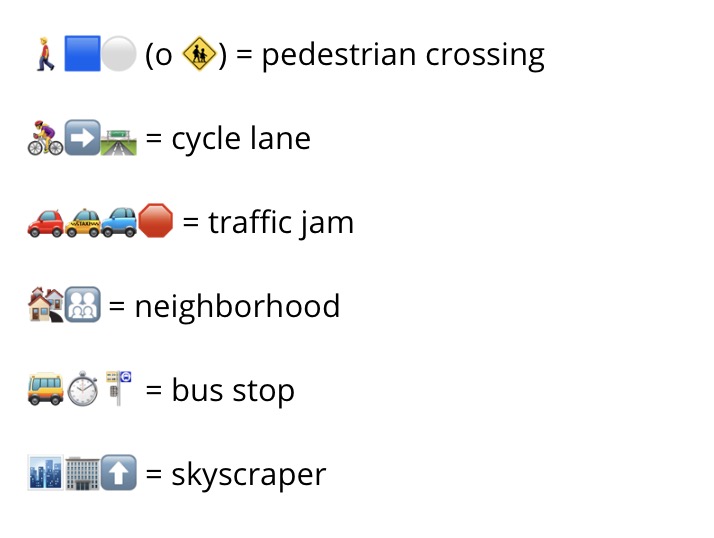 🚶🟦⚪ (o 🚸) = pedestrian crossing
🚴➡️🛣️ = cycle lane
🚗🚕🚙🛑 = traffic jam
🏘️👥 = neighborhood
🚌⏱️🚏 = bus stop
🏙️🏢⬆️ = skyscraper